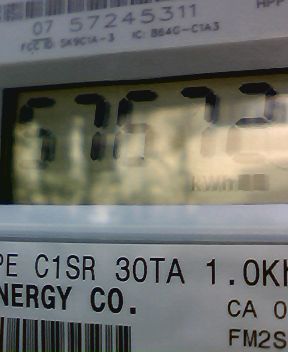 HPP
07 57245311
FCC ID: SK9C1A-3 IC: 864G-C1A3
67672
kWh
PE C1SR 30TA 1.0Kh
NERGY CO.
CA 0
FM2S